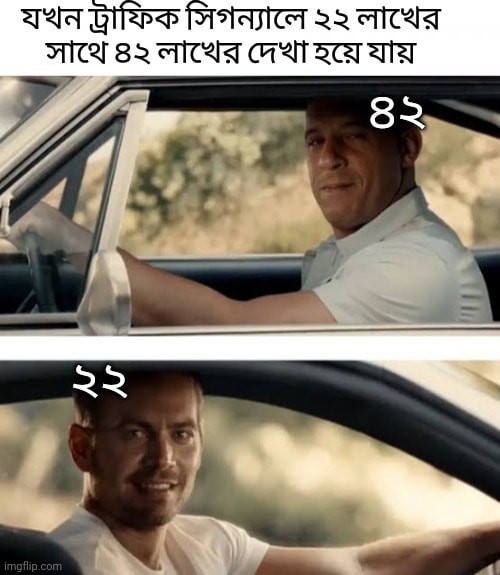 যখন ট্রাফিক সিগন্যালে ২২ লাখের
সাথে ৪২ লাখের দেখা হয়ে যায়
৪২
২২
imgflip.com